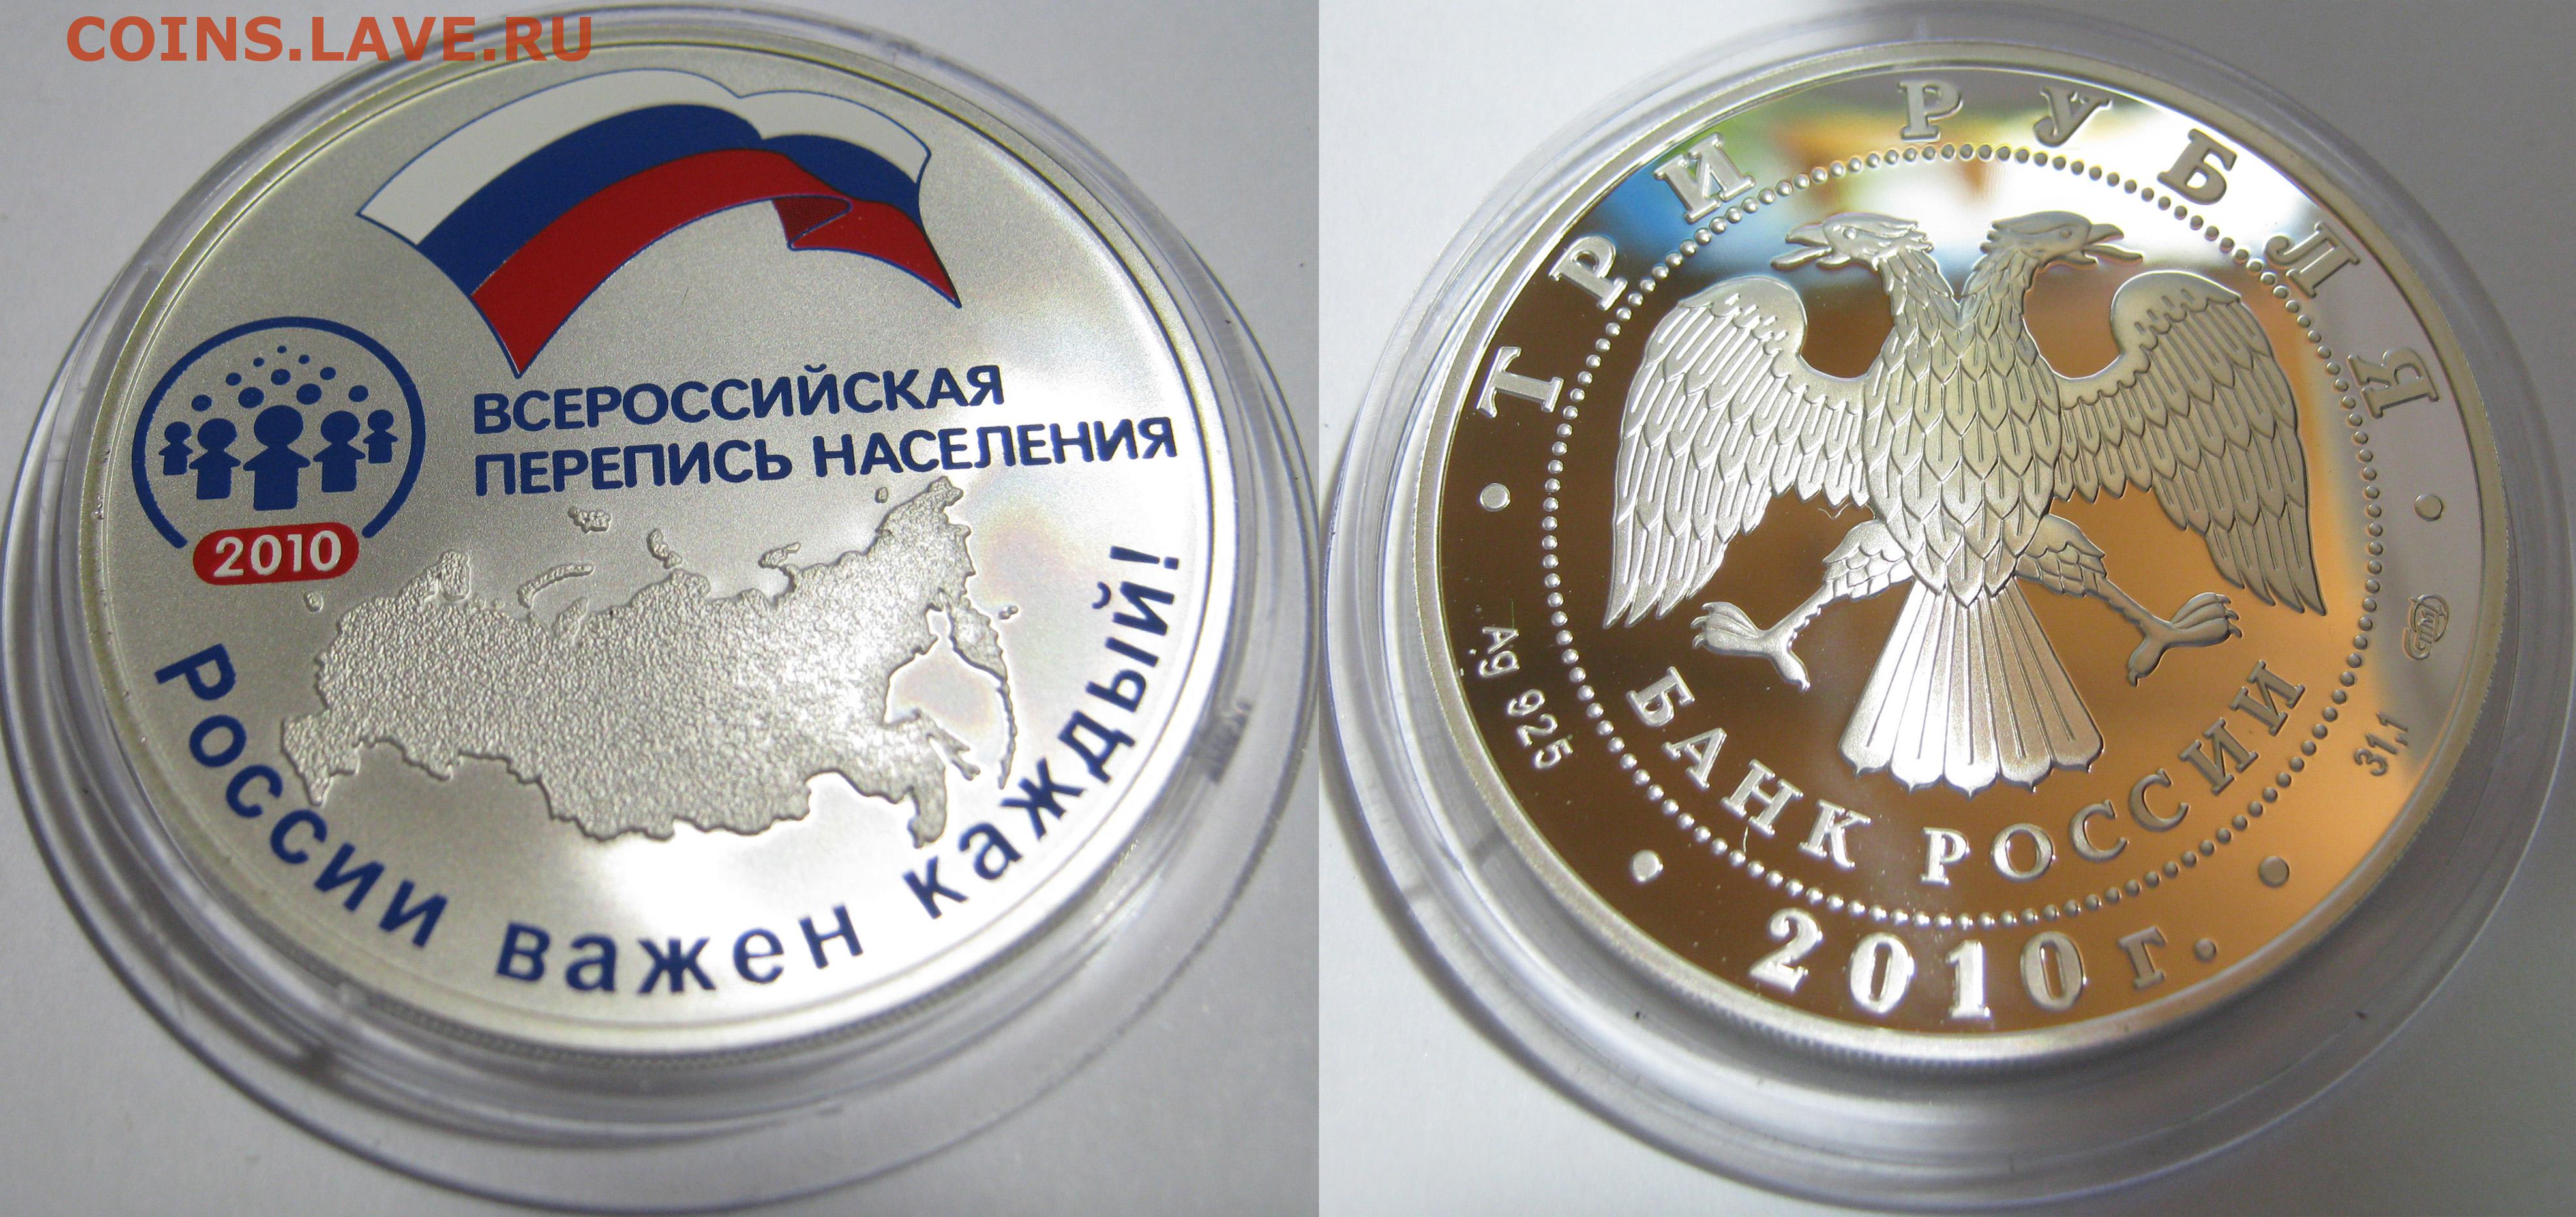 COINS.LAVE.RU
ВСЕРОССИЙСКАЯ
ПЕРЕПИСЬ НАСЕЛЕНИЯ
2010
России важен каждый!
ТРИ РУБЛЯ
БАНК РОССИИ
Ag 925
31,1
2010 г.